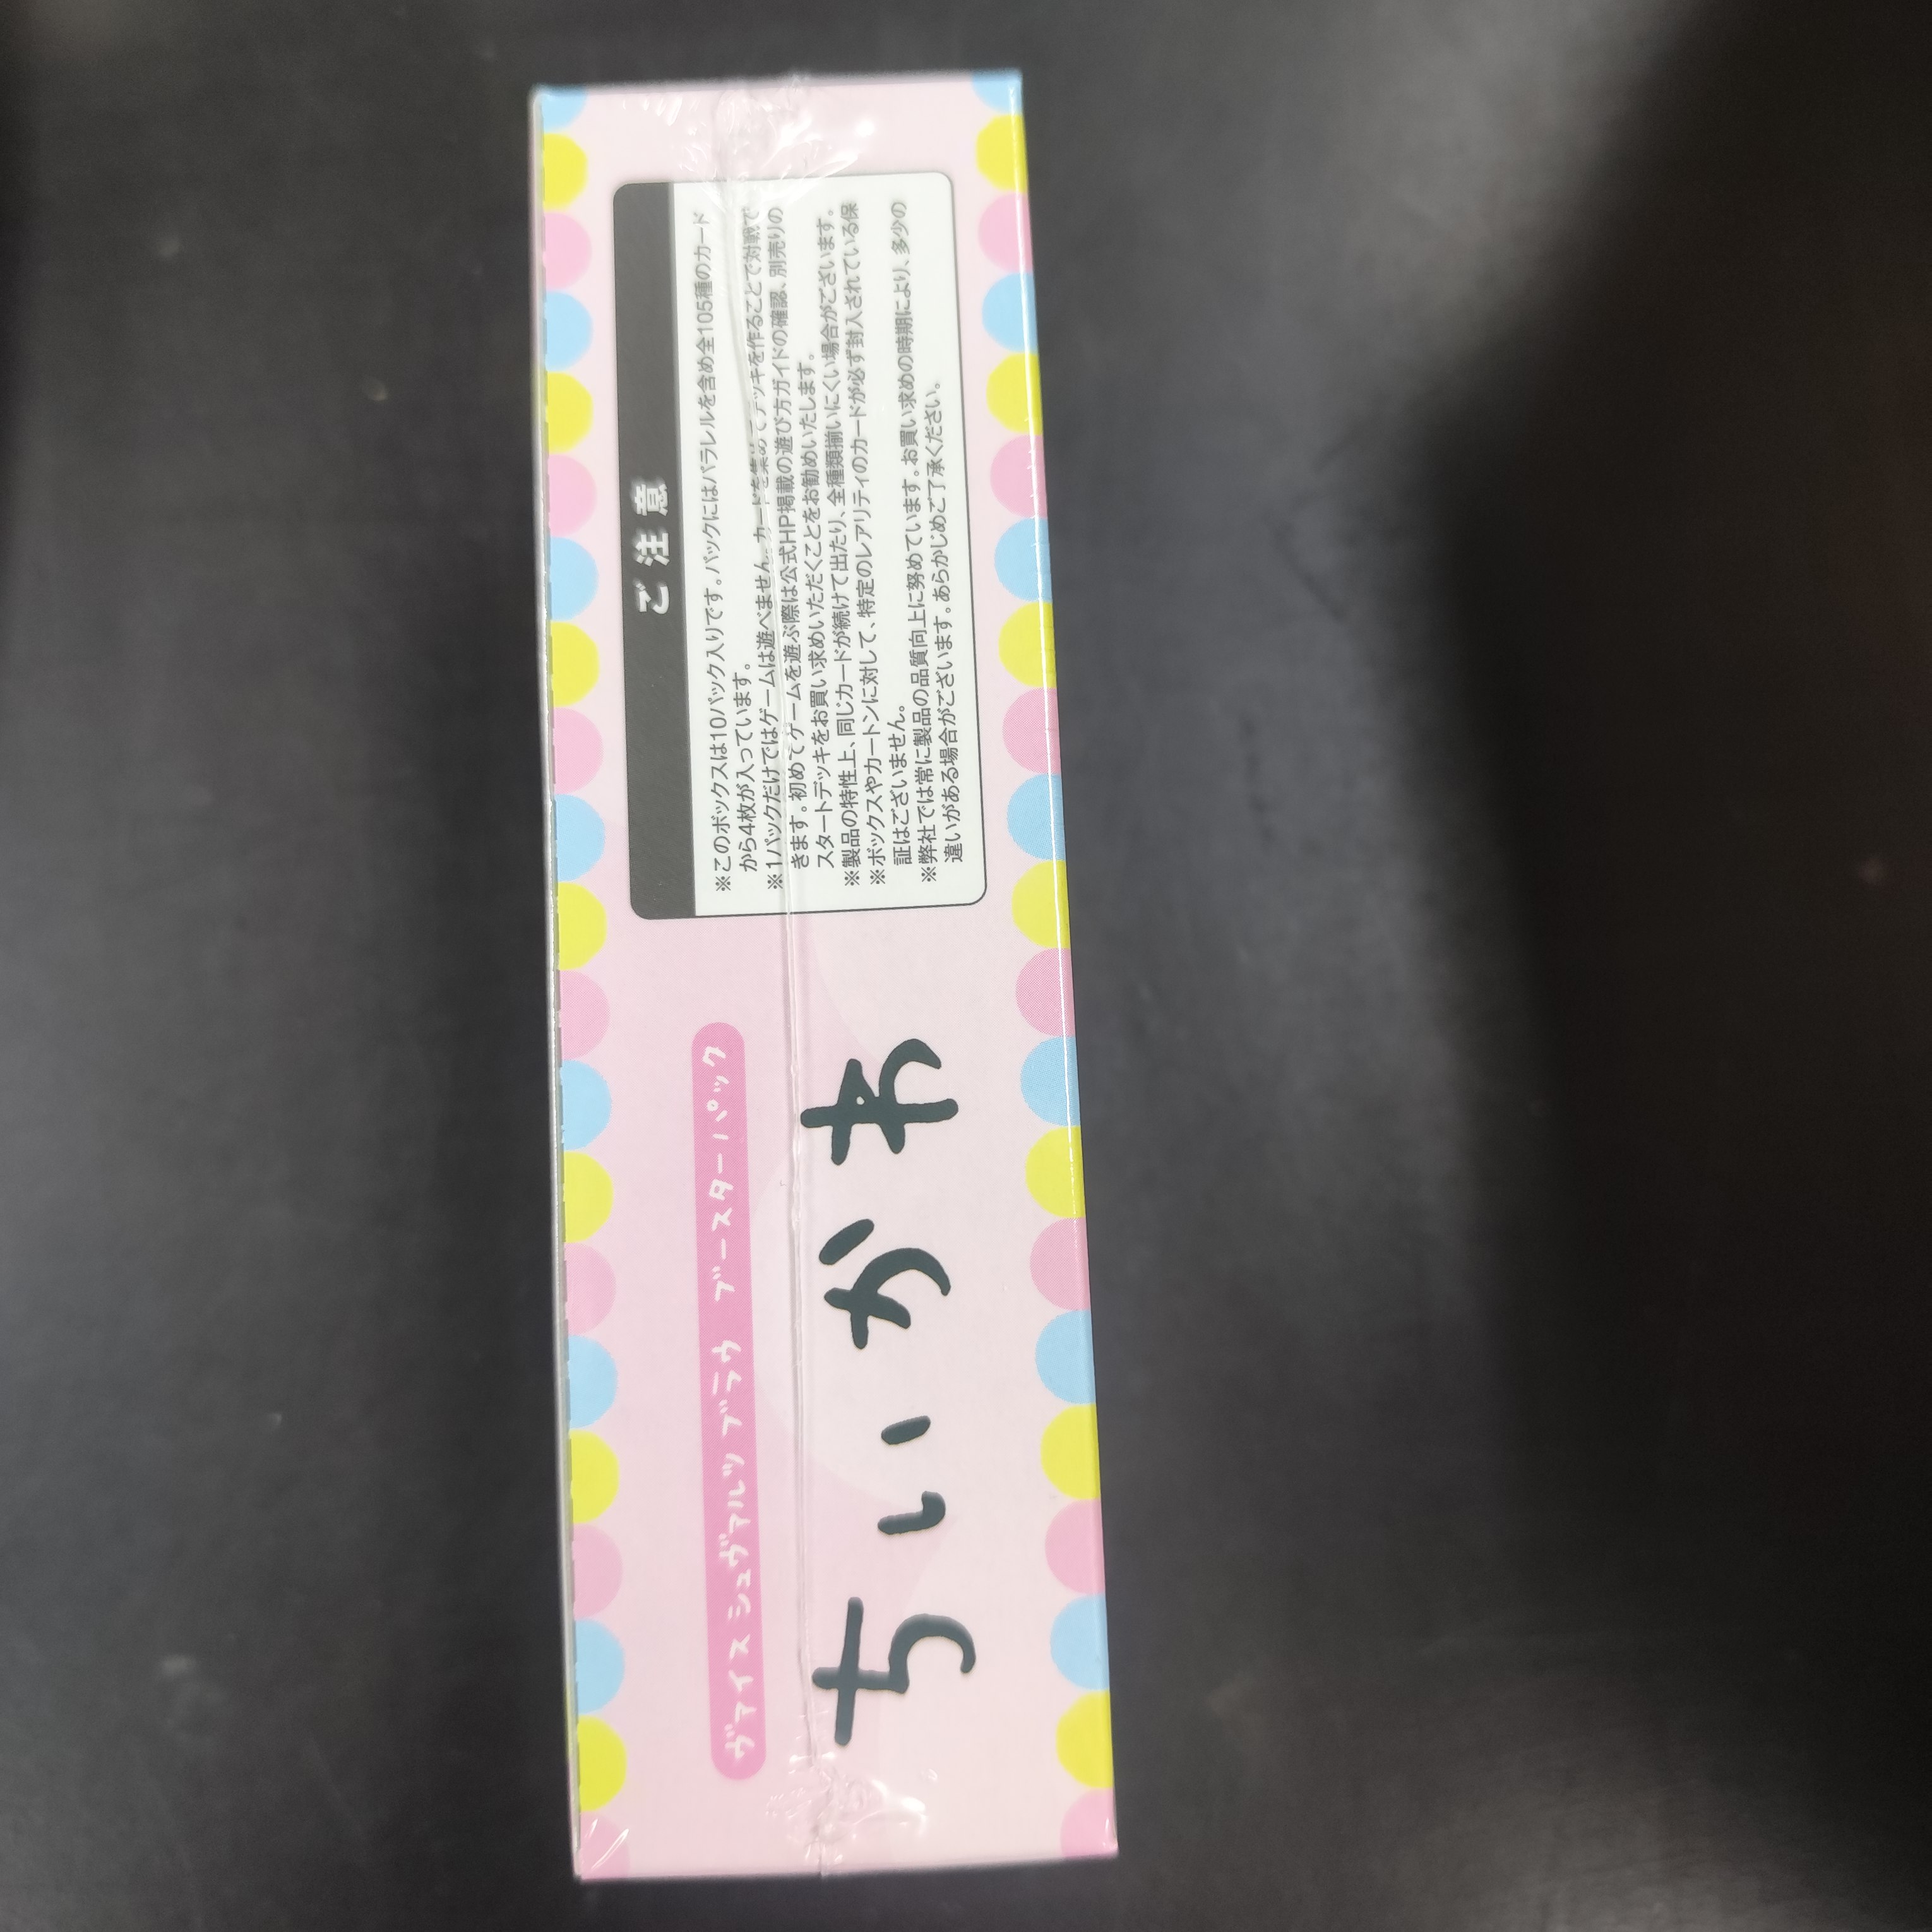 ヴァイス シュヴァルツ ブラウ ブースターパック
ちいかわ
ご注意
※このボックスは10パック入りです。パックにはパラレルを含め全105種のカード
から4枚が入っています。
※1パックだけではゲームは遊べません。カードを集めてデッキを作ることで対戦で
きます。初めてゲームを遊ぶ際は公式HP掲載の遊び方ガイドの確認、別売りの
スタートデッキをお買い求めいただくことをお勧めいたします。
※製品の特性上、同じカードが続けて出たり、全種類揃いにくい場合がございます。
※ボックスやカートンに対して、特定のレアリティのカードが必ず封入されている保
証はございません。
※弊社では常に製品の品質向上に努めています。お買い求めの時期により、多少の
違いがある場合がございます。あらかじめご了承ください。